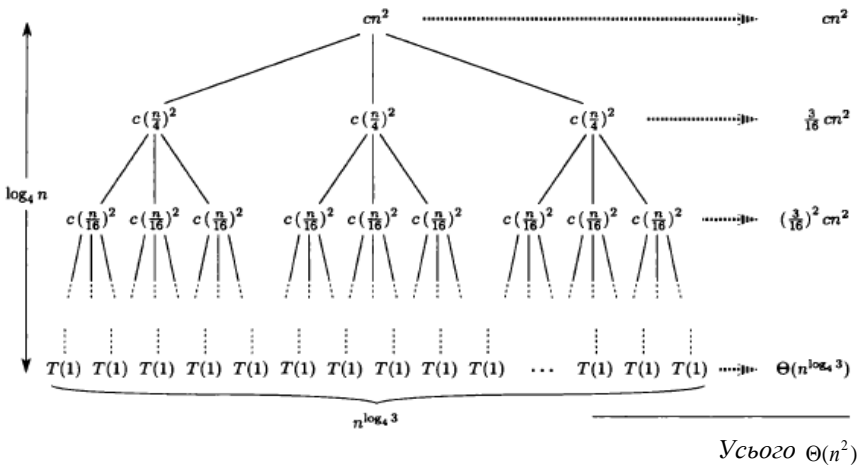 cn² cn²
c(n/4)² c(n/4)² c(n/4)² 3/16 cn²
log₄ n
c(n/16)² c(n/16)² c(n/16)² c(n/16)² c(n/16)² c(n/16)² c(n/16)² c(n/16)² c(n/16)² (3/16)² cn²
T(1) T(1) T(1) T(1) T(1) T(1) T(1) T(1) T(1) T(1) ... T(1) T(1) T(1) Θ(n^(log₄ 3))
n^(log₄ 3)
Усього Θ(n²)